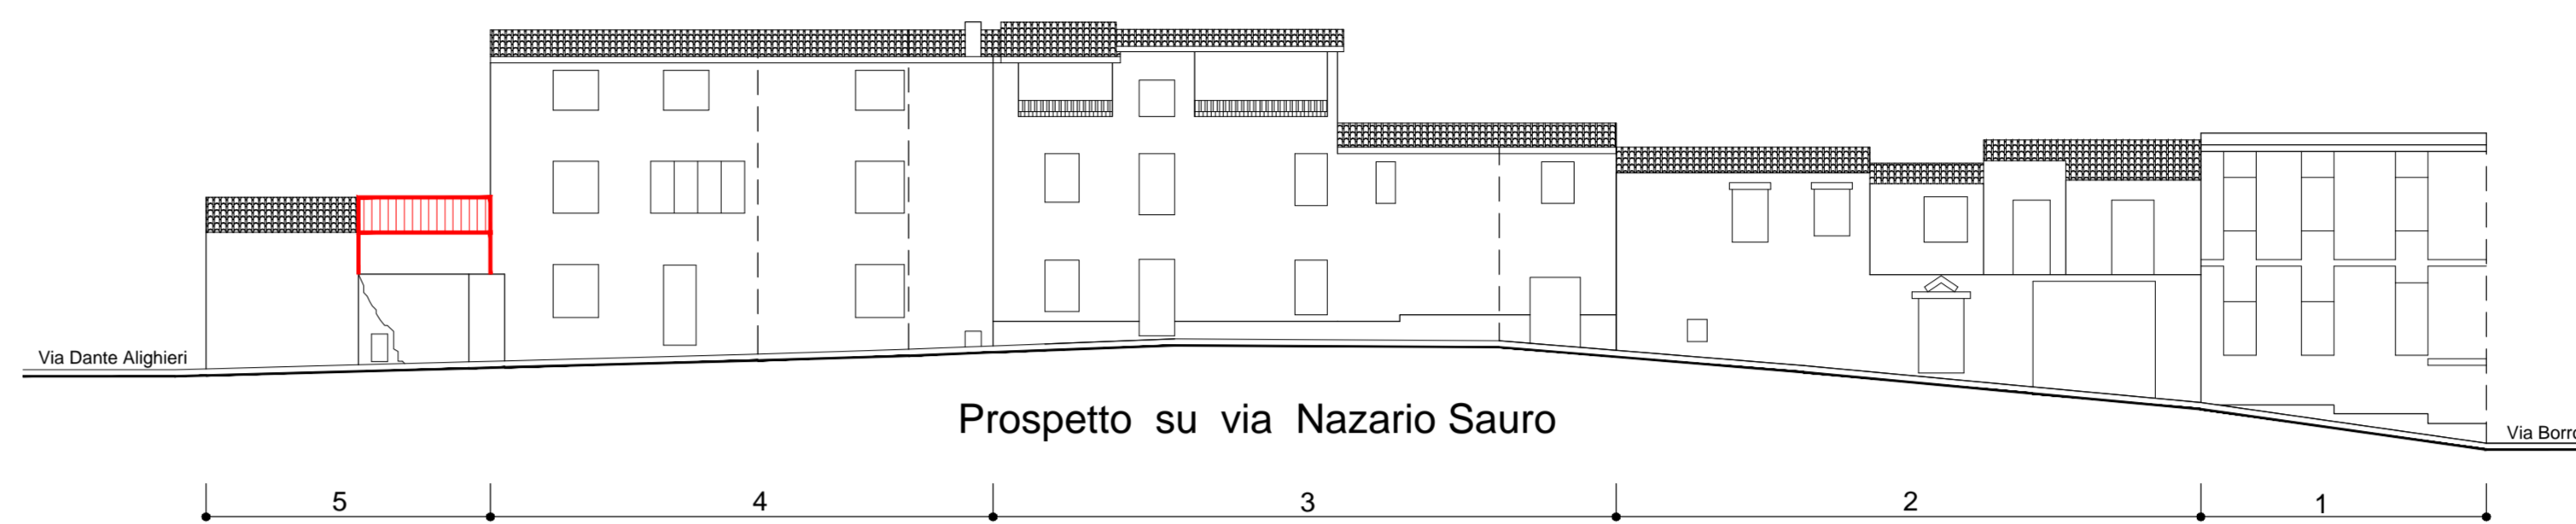 Via Dante Alighieri
Prospetto su via Nazario Sauro
Via Borro
5 4 3 2 1